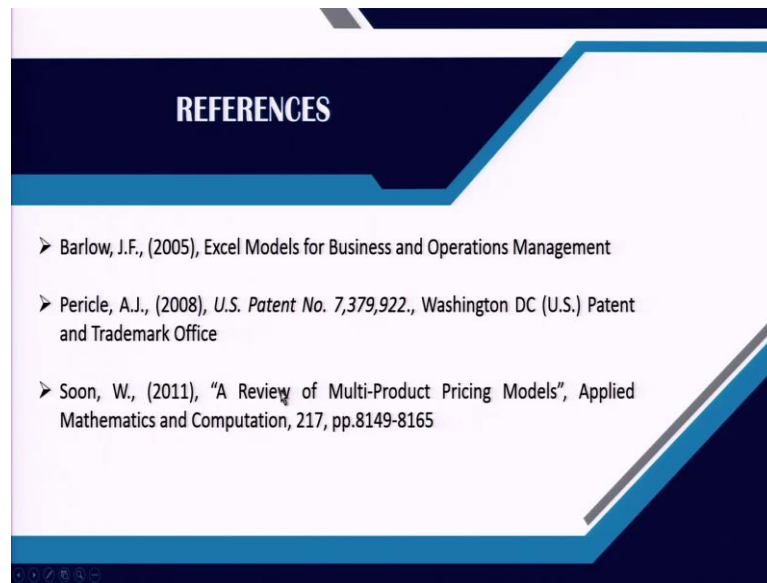 REFERENCES
➤ Barlow, J.F., (2005), Excel Models for Business and Operations Management
➤ Pericle, A.J., (2008), U.S. Patent No. 7,379,922., Washington DC (U.S.) Patent
and Trademark Office
➤ Soon, W., (2011), “A Review of Multi-Product Pricing Models”, Applied
Mathematics and Computation, 217, pp.8149-8165